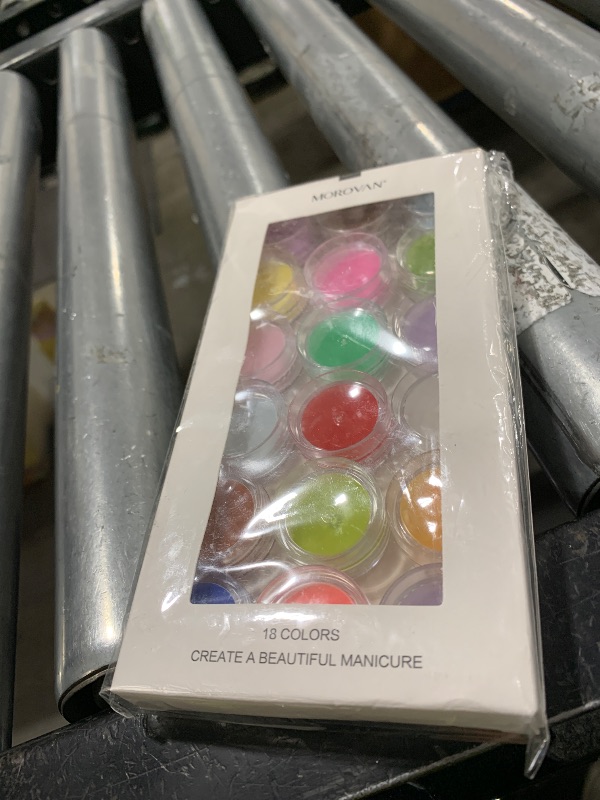 MOROVAN
18 COLORS
CREATE A BEAUTIFUL MANICURE